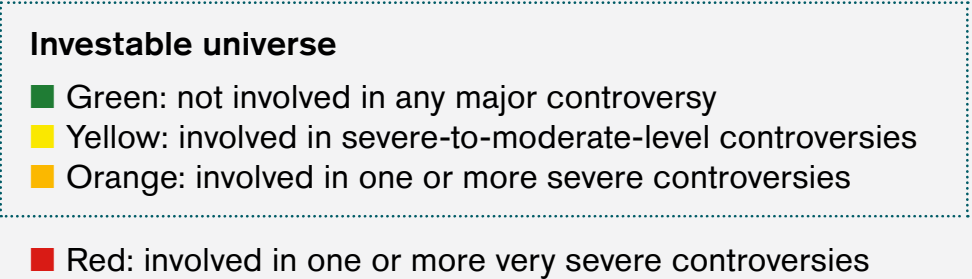 Investable universe
Green: not involved in any major controversy
Yellow: involved in severe-to-moderate-level controversies
Orange: involved in one or more severe controversies
Red: involved in one or more very severe controversies